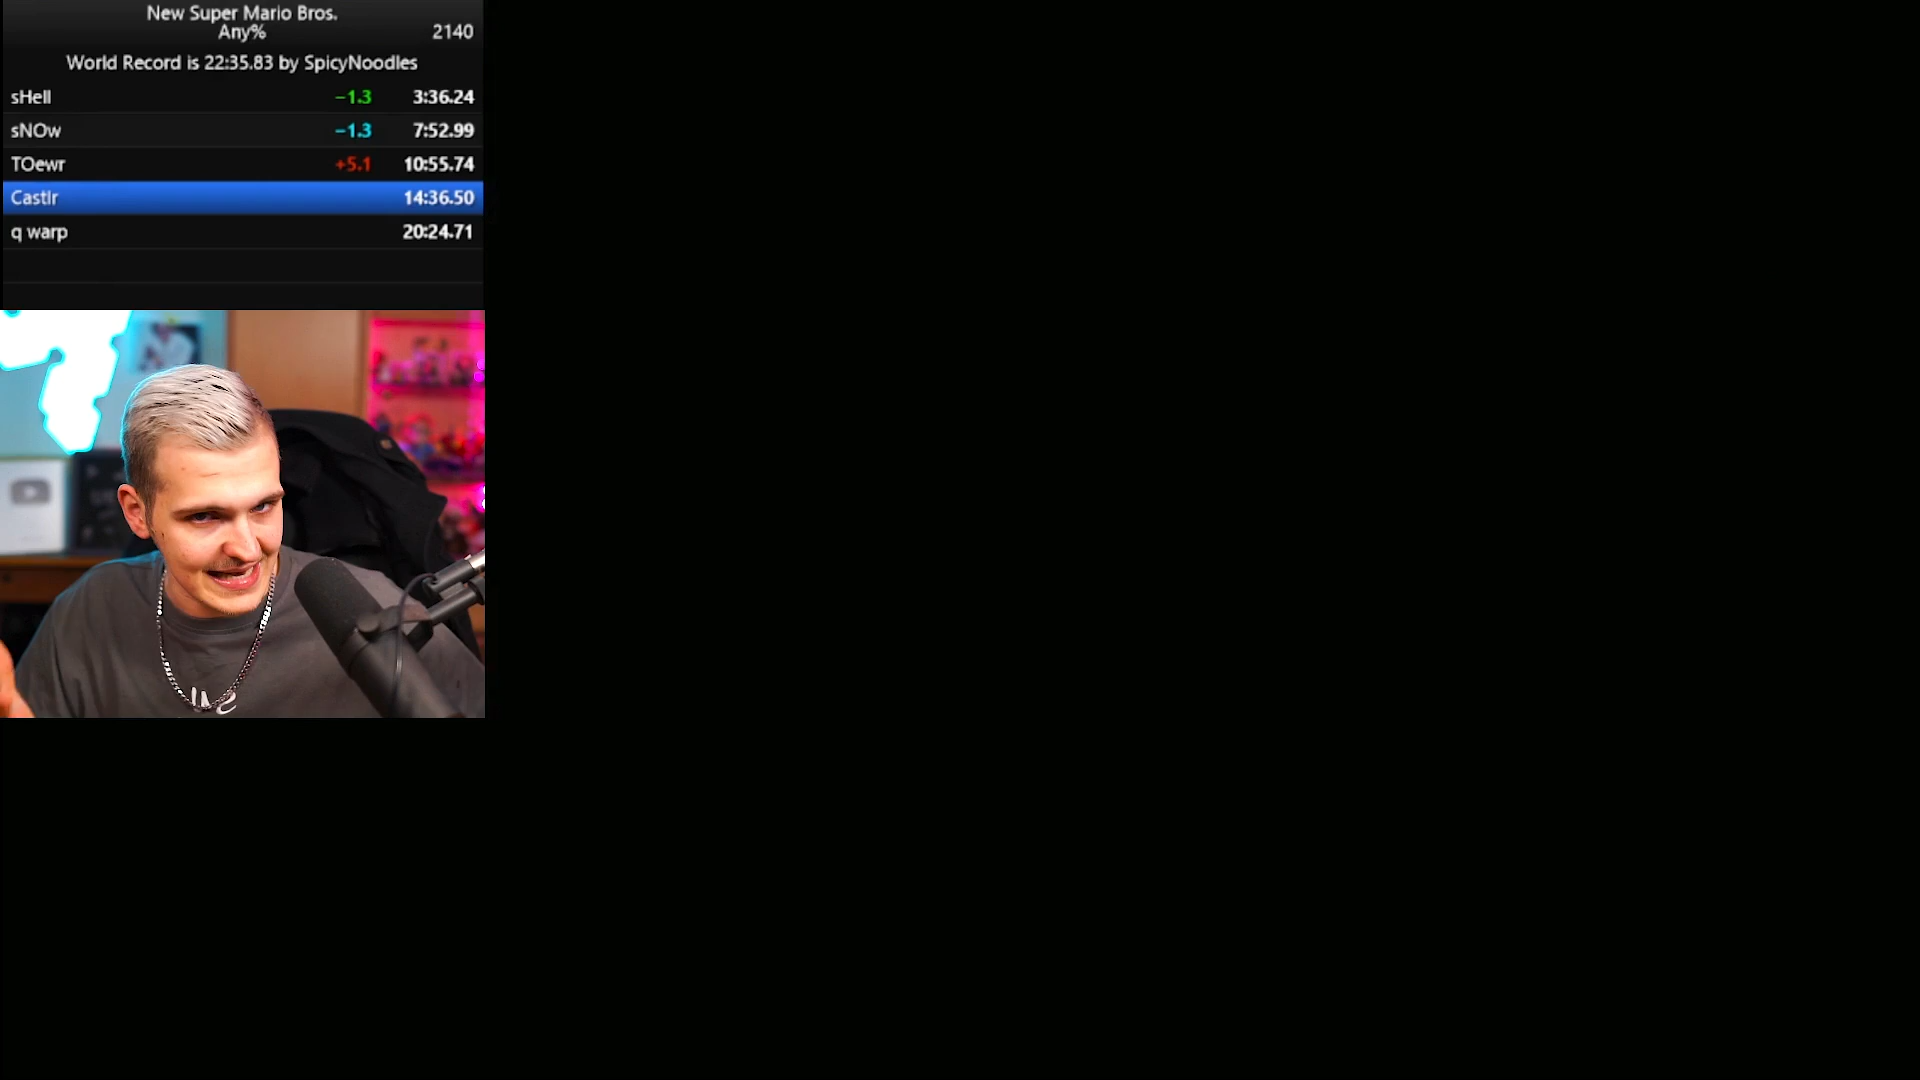 New Super Mario Bros.
Any% 2140
World Record is 22:35.83 by SpicyNoodles
sHell −1.3 3:36.24
sNOw −1.3 7:52.99
TOewr +5.1 10:55.74
Castlr 14:36.50
q warp 20:24.71